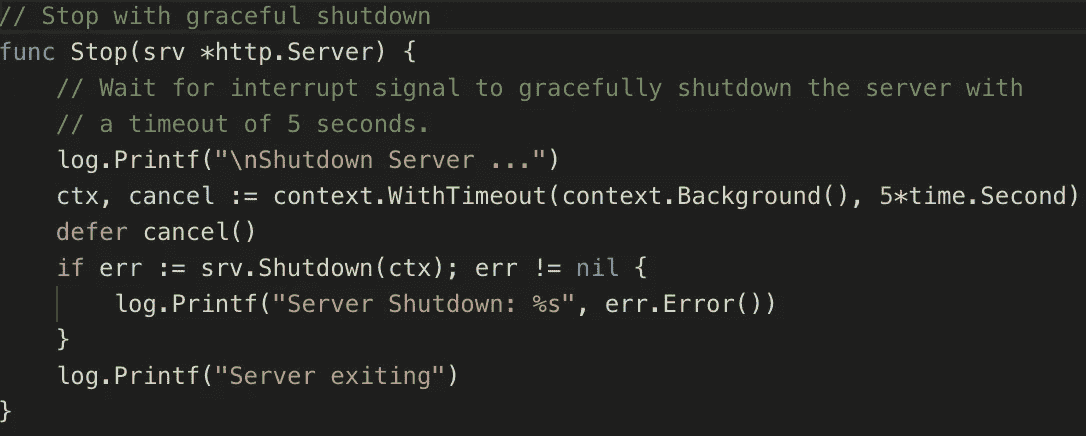 // Stop with graceful shutdown
func Stop(srv *http.Server) {
    // Wait for interrupt signal to gracefully shutdown the server with
    // a timeout of 5 seconds.
    log.Printf("\nShutdown Server ...")
    ctx, cancel := context.WithTimeout(context.Background(), 5*time.Second)
    defer cancel()
    if err := srv.Shutdown(ctx); err != nil {
        log.Printf("Server Shutdown: %s", err.Error())
    }
    log.Printf("Server exiting")
}